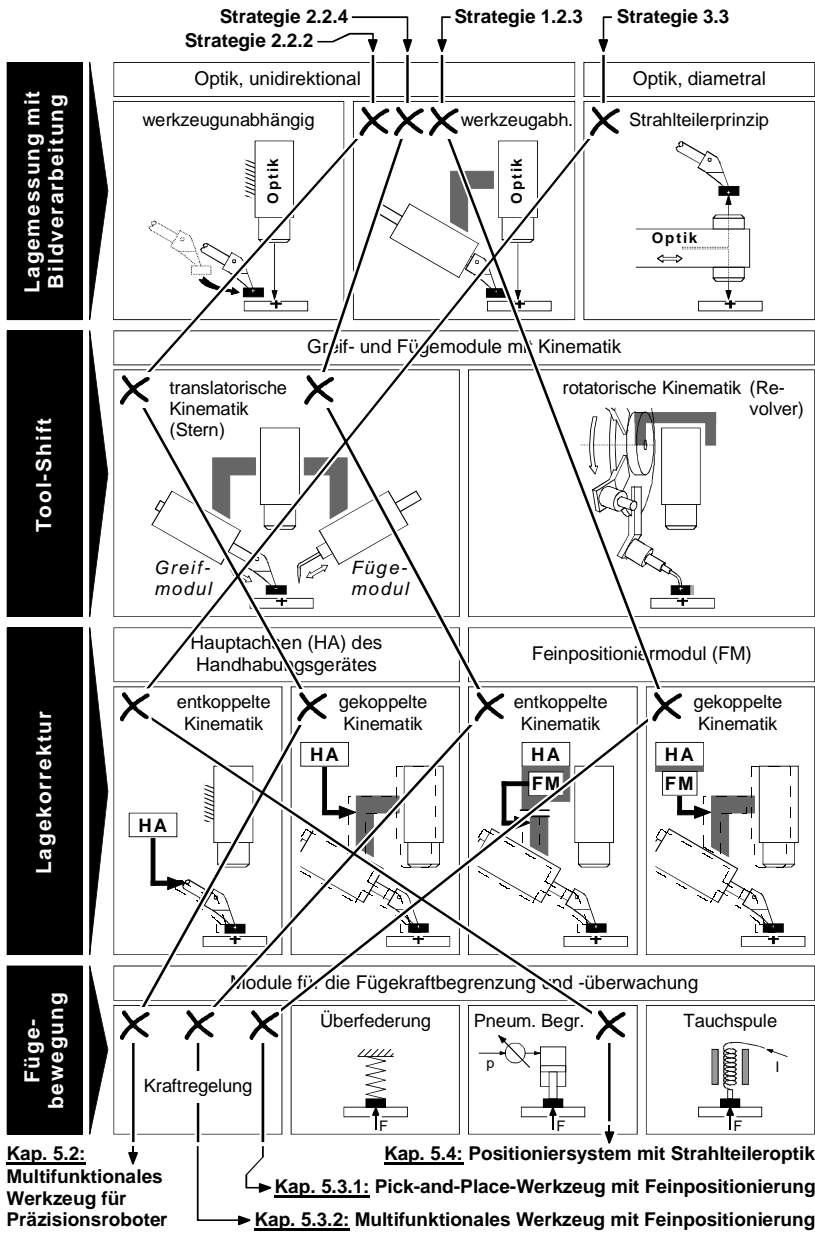 Strategie 2.2.4
Strategie 1.2.3
Strategie 3.3
Strategie 2.2.2
Lagemessung mit
Bildverarbeitung
Optik, unidirektional
Optik, diametral
werkzeugunabhängig
werkzeugabh.
Strahlteilerprinzip
Optik
Optik
Optik
Tool-Shift
Greif- und Fügemodule mit Kinematik
translatorische
Kinematik
(Stern)
rotatorische Kinematik (Re-
volver)
Greif-
modul
Füge-
modul
Lagekorrektur
Hauptachsen (HA) des
Handhabungsgerätes
Feinpositioniermodul (FM)
entkoppelte
Kinematik
gekoppelte
Kinematik
entkoppelte
Kinematik
gekoppelte
Kinematik
HA
HA
HA
FM
HA
FM
Füge-
bewegung
Module für die Fügekraftbegrenzung und -überwachung
Kraftregelung
Überfederung
Pneum. Begr.
Tauchspule
p
I
F
F
F
Kap. 5.2:
Multifunktionales
Werkzeug für
Präzisionsroboter
Kap. 5.4: Positioniersystem mit Strahlteileroptik
Kap. 5.3.1: Pick-and-Place-Werkzeug mit Feinpositionierung
Kap. 5.3.2: Multifunktionales Werkzeug mit Feinpositionierung